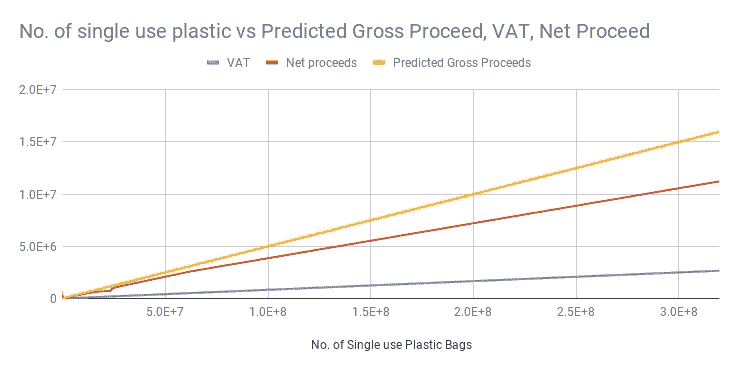 No. of single use plastic vs Predicted Gross Proceed, VAT, Net Proceed
VAT Net proceeds Predicted Gross Proceeds
2.0E+7
1.5E+7
1.0E+7
5.0E+6
0
5.0E+7 1.0E+8 1.5E+8 2.0E+8 2.5E+8 3.0E+8
No. of Single use Plastic Bags